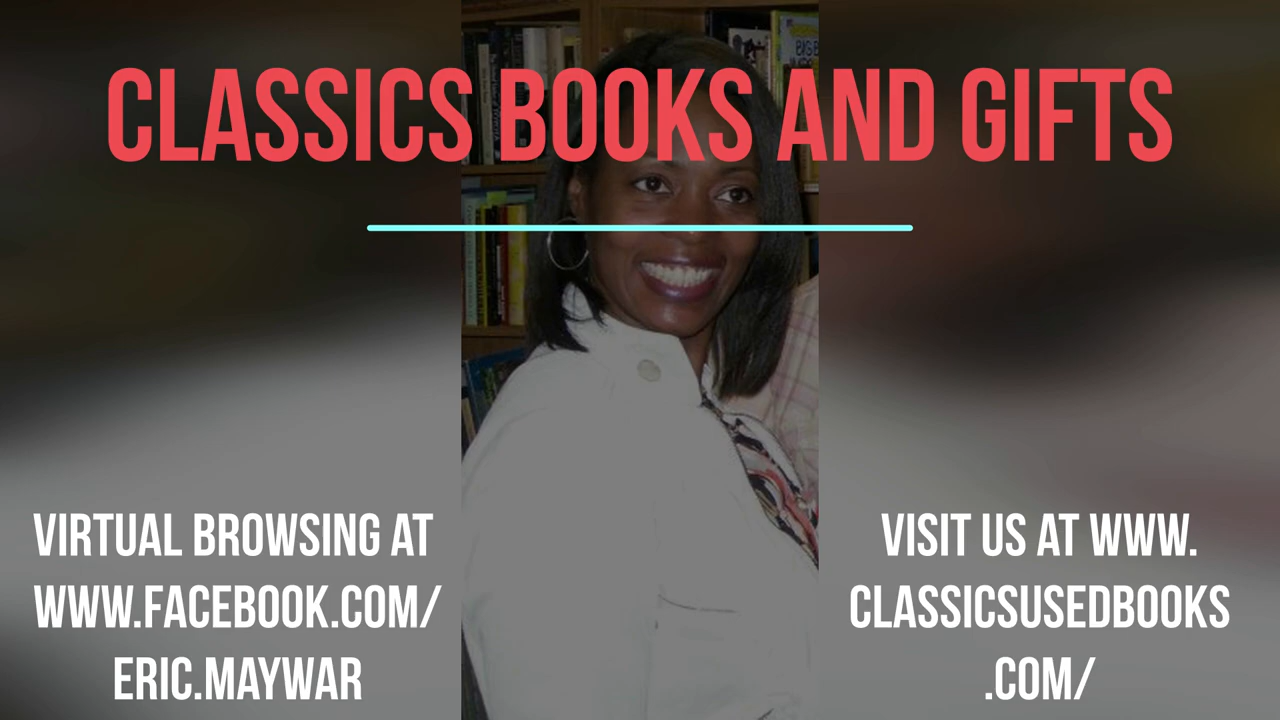 CLASSICS BOOKS AND GIFTS
VIRTUAL BROWSING AT
WWW.FACEBOOK.COM/
ERIC.MAYWAR
VISIT US AT WWW.
CLASSICSUSEDBOOKS
.COM/